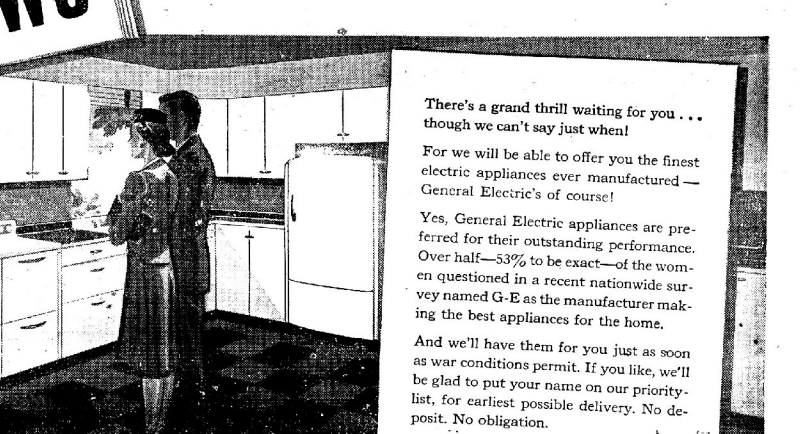 There's a grand thrill waiting for you . . .
though we can't say just when!
For we will be able to offer you the finest
electric appliances ever manufactured —
General Electric's of course!
Yes, General Electric appliances are pre-
ferred for their outstanding performance.
Over half—53% to be exact—of the wom-
en questioned in a recent nationwide sur-
vey named G-E as the manufacturer mak-
ing the best appliances for the home.
And we'll have them for you just as soon
as war conditions permit. If you like, we'll
be glad to put your name on our priority-
list, for earliest possible delivery. No de-
posit. No obligation.